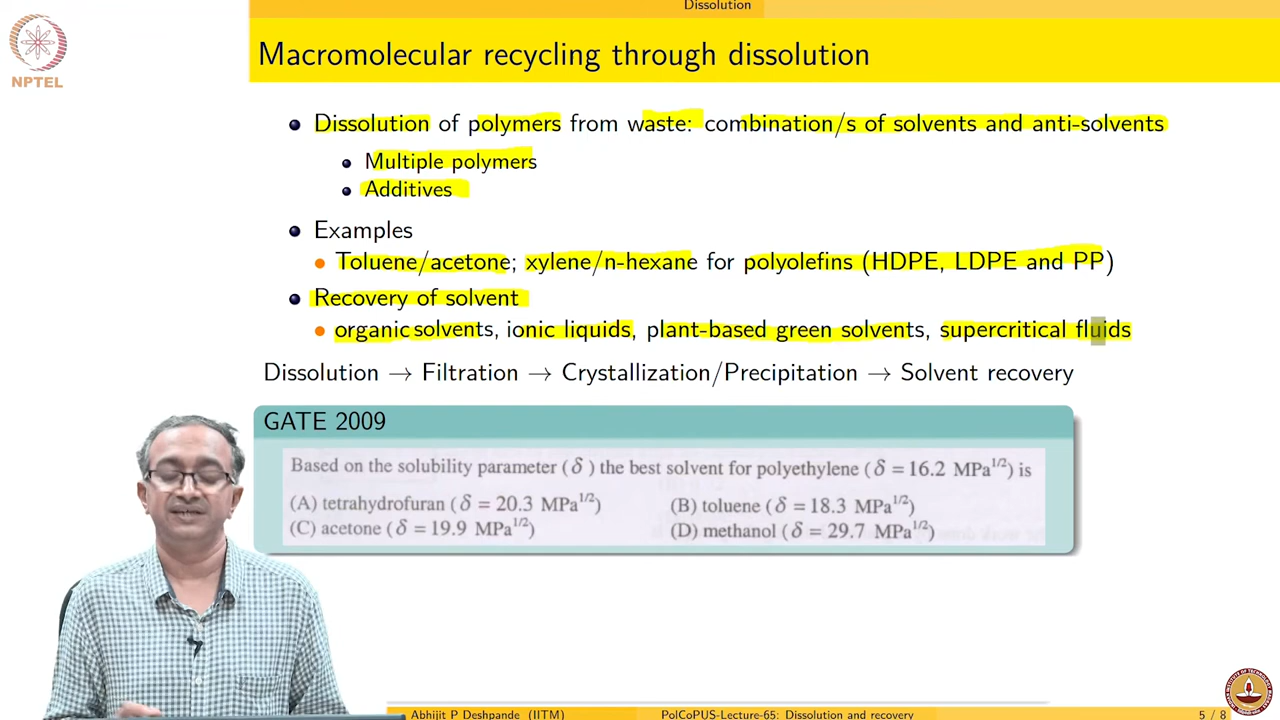 Dissolution
Macromolecular recycling through dissolution
NPTEL
Dissolution of polymers from waste: combination/s of solvents and anti-solvents
Multiple polymers
Additives
Examples
Toluene/acetone; xylene/n-hexane for polyolefins (HDPE, LDPE and PP)
Recovery of solvent
organic solvents, ionic liquids, plant-based green solvents, supercritical fluids
Dissolution → Filtration → Crystallization/Precipitation → Solvent recovery
GATE 2009
Based on the solubility parameter (δ) the best solvent for polyethylene (δ = 16.2 MPa^1/2) is
(A) tetrahydrofuran (δ = 20.3 MPa^1/2) (B) toluene (δ = 18.3 MPa^1/2)
(C) acetone (δ = 19.9 MPa^1/2) (D) methanol (δ = 29.7 MPa^1/2)
Abhijit P Deshpande (IITM) PolCoPUS-Lecture-65: Dissolution and recovery 5 / 8